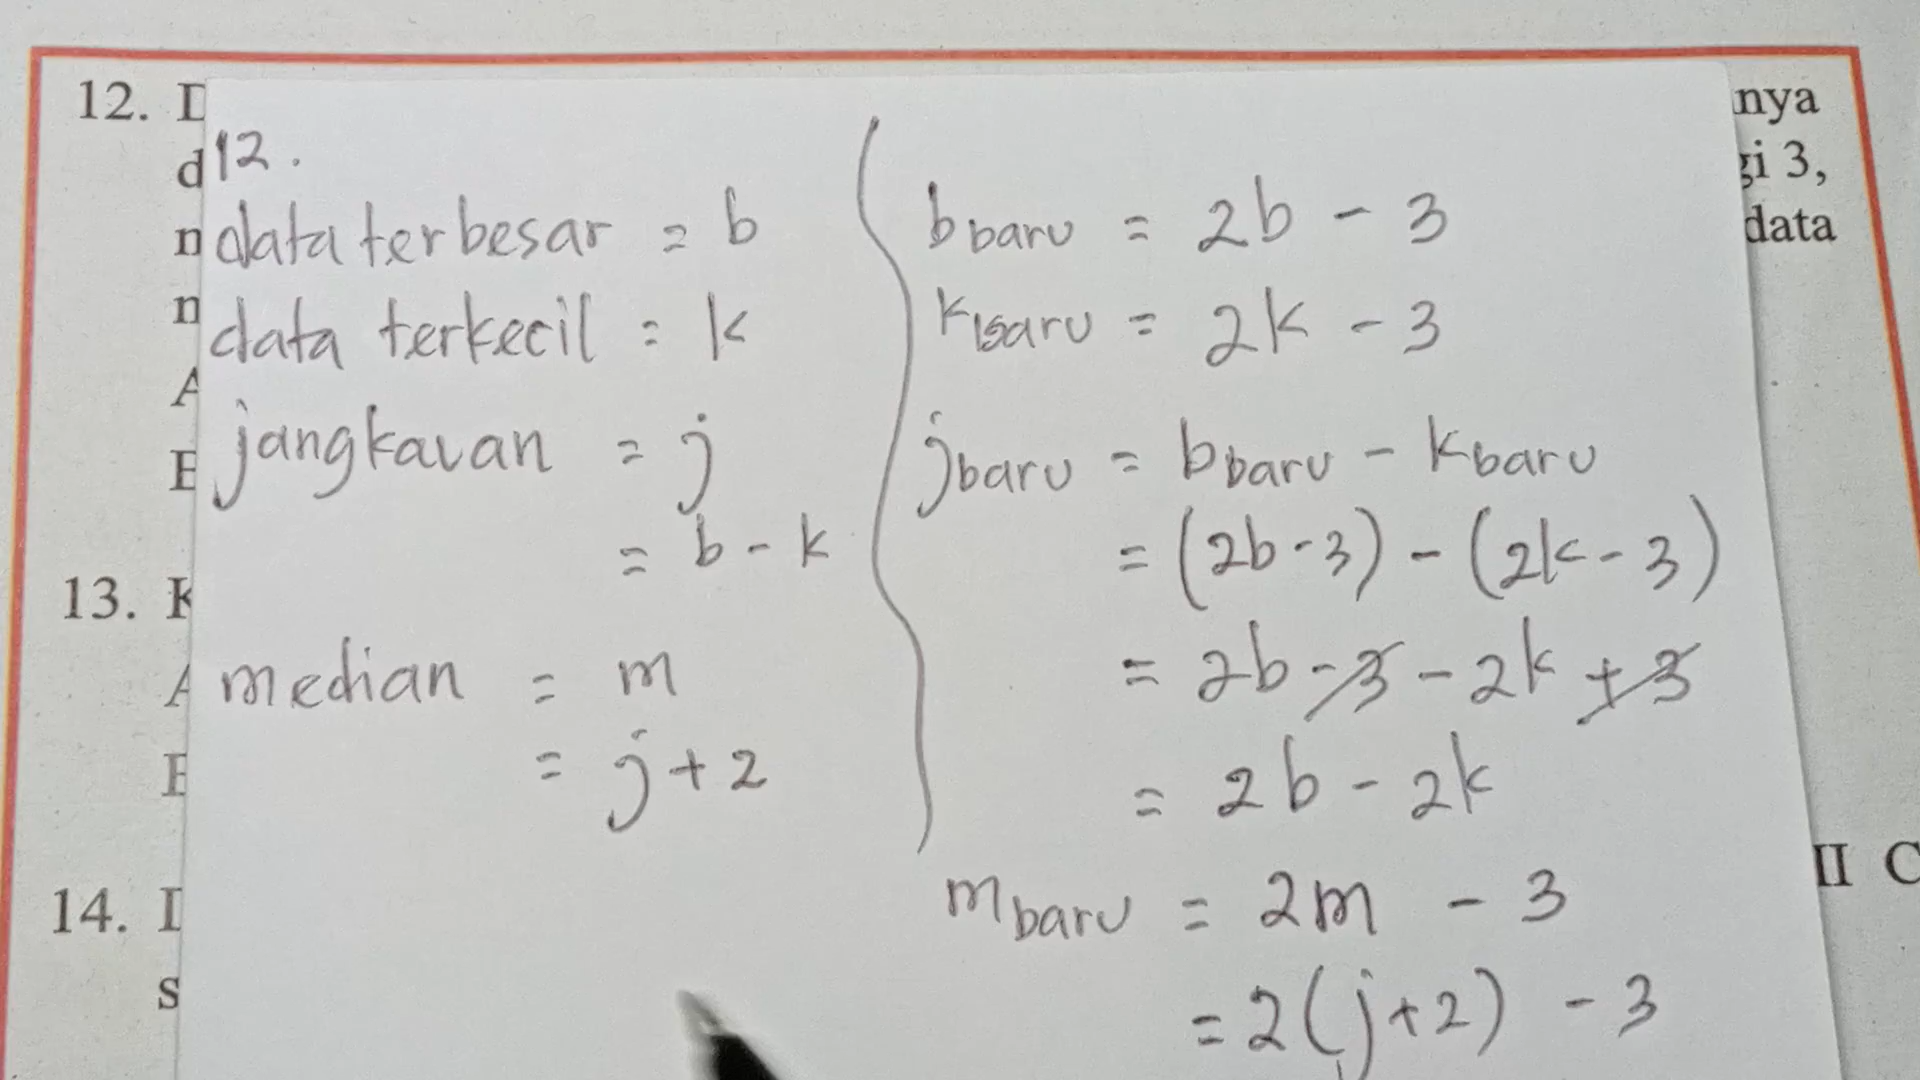 12.
nya
12.
gi 3,
data terbesar = b
data
data terkecil = k
jangkauan = j
= b - k
median = m
= j + 2
b baru = 2b - 3
k baru = 2k - 3
j baru = b baru - k baru
= (2b - 3) - (2k - 3)
= 2b - 3 - 2k + 3
= 2b - 2k
m baru = 2m - 3
= 2(j+2) - 3
13. K
14.
II C
s